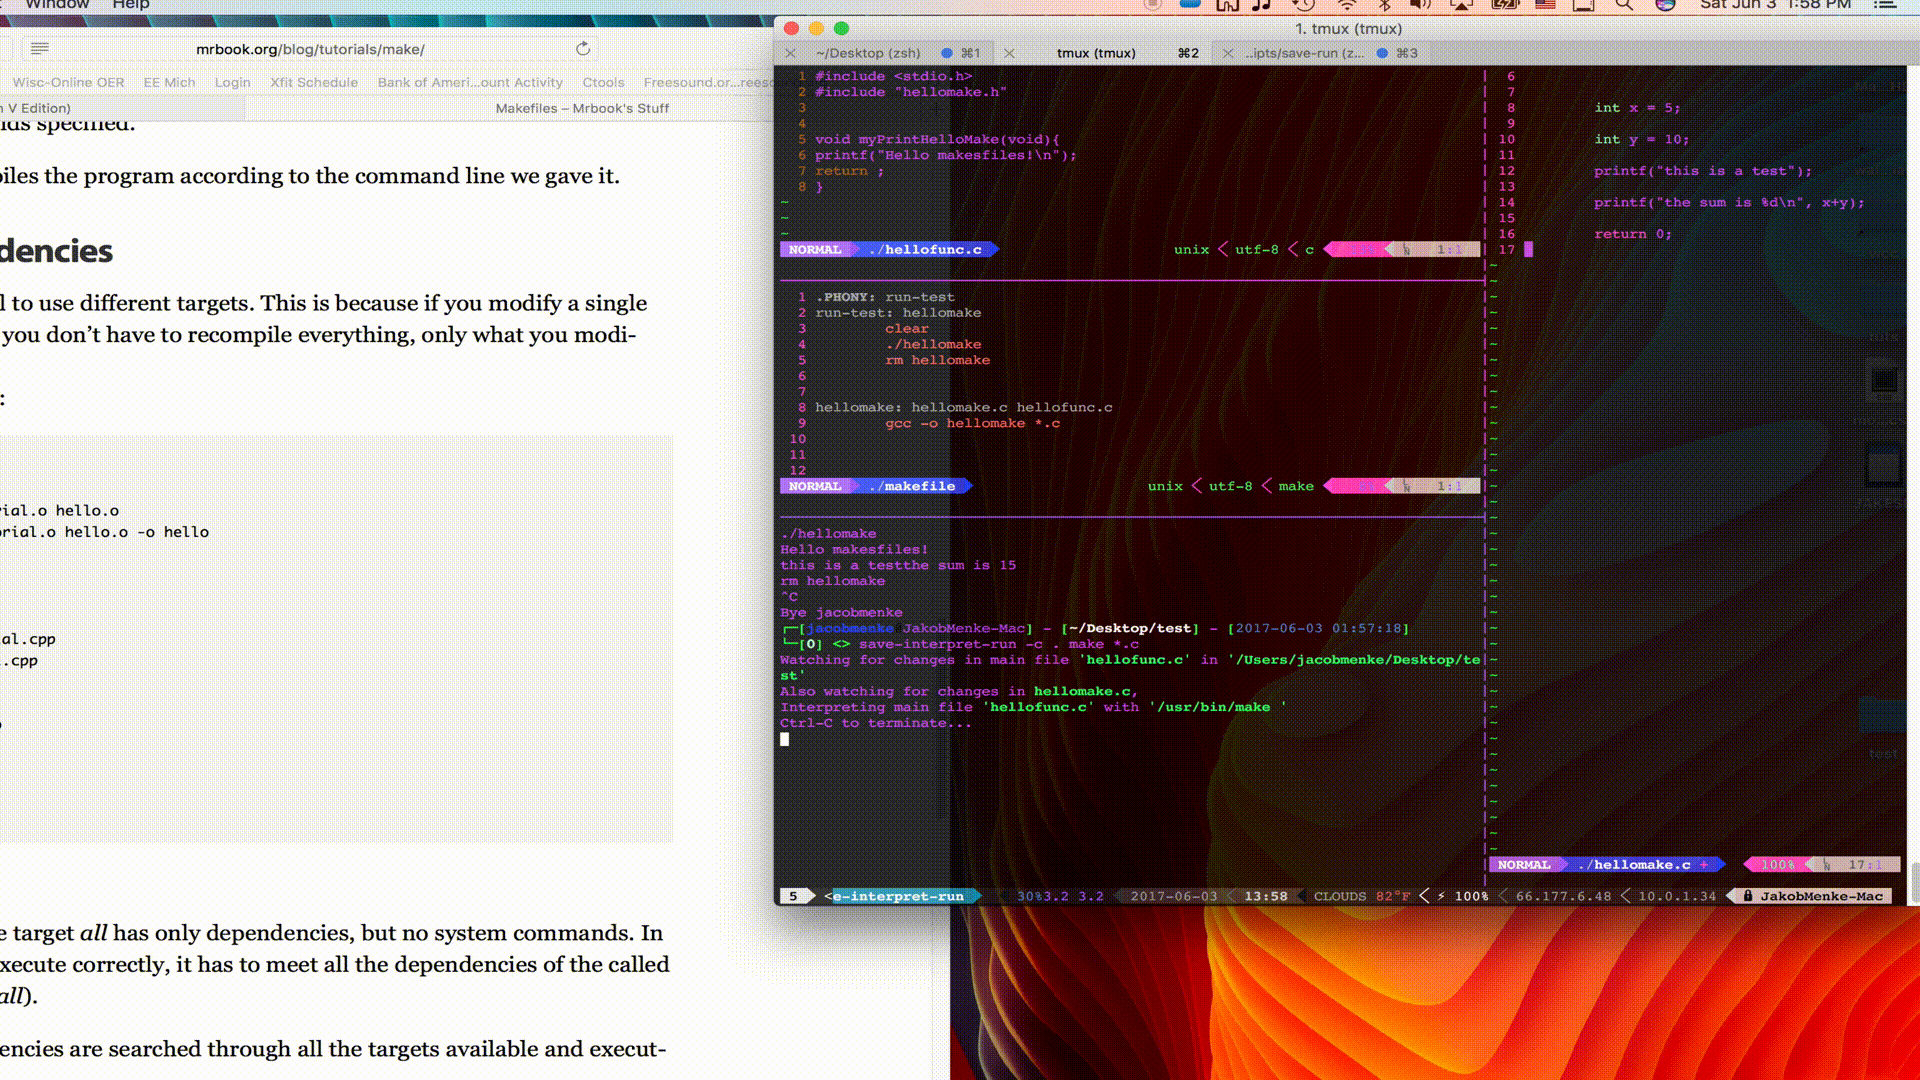 Window Help
Sat Jun 3 1:58 PM
mrbook.org/blog/tutorials/make/
Wisc-Online OER EE Mich Login Xfit Schedule Bank of Ameri...ount Activity Ctools Freesound.or...reeso
n V Edition) Makefiles – Mrbook's Stuff
nds specified.
piles the program according to the command line we gave it.
dencies
l to use different targets. This is because if you modify a single
you don’t have to recompile everything, only what you modi-
:
rial.o hello.o
orial.o hello.o -o hello
al.cpp
.cpp
e target all has only dependencies, but no system commands. In
xecute correctly, it has to meet all the dependencies of the called
all).
encies are searched through all the targets available and execut-
1. tmux (tmux)
~/Desktop (zsh) ⌘1 tmux (tmux) ⌘2 ..ipts/save-run (z... ⌘3
1 #include <stdio.h>
2 #include "hellomake.h"
3
4
5 void myPrintHelloMake(void){
6 printf("Hello makesfiles!\n");
7 return ;
8 }
~
~
~
NORMAL ./hellofunc.c unix utf-8 c 1:1
1 .PHONY: run-test
2 run-test: hellomake
3 clear
4 ./hellomake
5 rm hellomake
6
7
8 hellomake: hellomake.c hellofunc.c
9 gcc -o hellomake *.c
10
11
12
NORMAL ./makefile unix utf-8 make 1:1
./hellomake
Hello makesfiles!
this is a testthe sum is 15
rm hellomake
^C
Bye jacobmenke
[jacobmenke JakobMenke-Mac] - [~/Desktop/test] - [2017-06-03 01:57:18]
[0] <> save-interpret-run -c . make *.c
Watching for changes in main file 'hellofunc.c' in '/Users/jacobmenke/Desktop/te
st'
Also watching for changes in hellomake.c,
Interpreting main file 'hellofunc.c' with '/usr/bin/make '
Ctrl-C to terminate...
6
7
8 int x = 5;
9
10 int y = 10;
11
12 printf("this is a test");
13
14 printf("the sum is %d\n", x+y);
15
16 return 0;
17
NORMAL ./hellomake.c + 100% 17:1
5 <e-interpret-run 30%3.2 3.2 2017-06-03 13:58 CLOUDS 82°F ⚡ 100% 66.177.6.48 10.0.1.34 JakobMenke-Mac
test